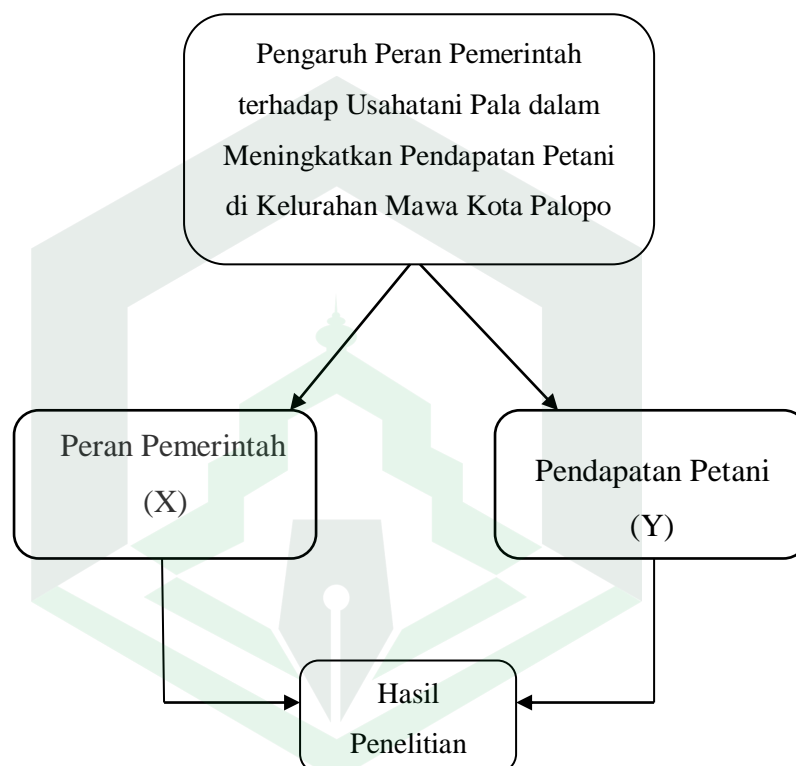 Pengaruh Peran Pemerintah
terhadap Usahatani Pala dalam
Meningkatkan Pendapatan Petani
di Kelurahan Mawa Kota Palopo
Peran Pemerintah
(X)
Pendapatan Petani
(Y)
Hasil
Penelitian